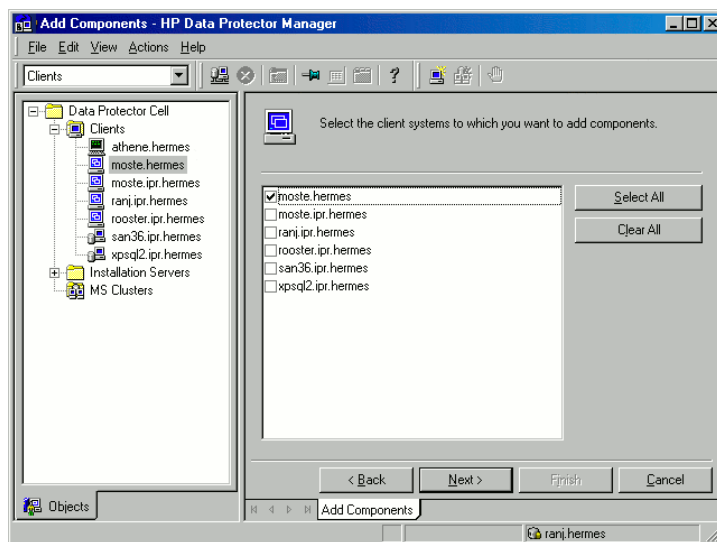 Add Components - HP Data Protector Manager
File Edit View Actions Help
Clients
?
Data Protector Cell
Clients
athene.hermes
moste.hermes
moste.ipr.hermes
ranj.ipr.hermes
rooster.ipr.hermes
san36.ipr.hermes
xpsql2.ipr.hermes
Installation Servers
MS Clusters
Objects
Select the client systems to which you want to add components.
moste.hermes
moste.ipr.hermes
ranj.ipr.hermes
rooster.ipr.hermes
san36.ipr.hermes
xpsql2.ipr.hermes
Select All
Clear All
< Back Next > Finish Cancel
Add Components
ranj.hermes